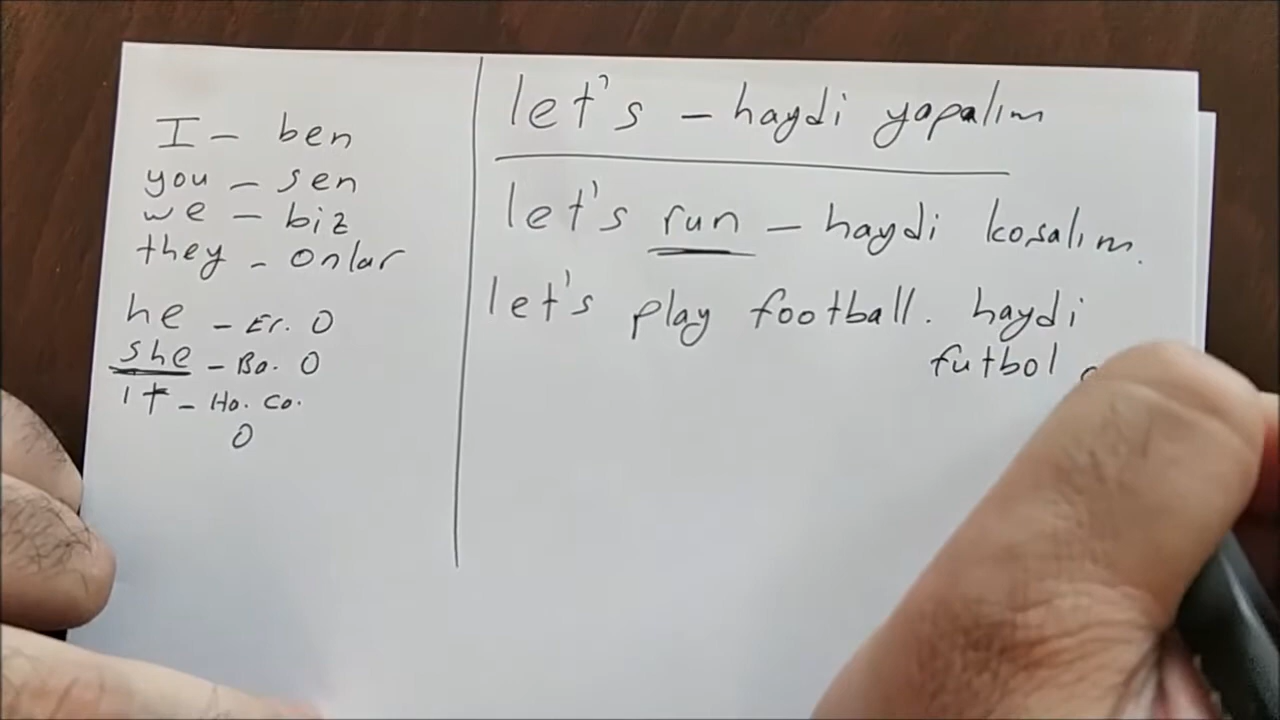 I - ben
you - sen
we - biz
they - onlar
he - Er. O
she - Ba. O
it - Ha. Co.
O
let's - haydi yapalım
let's run - haydi koşalım.
let's play football. haydi
futbol